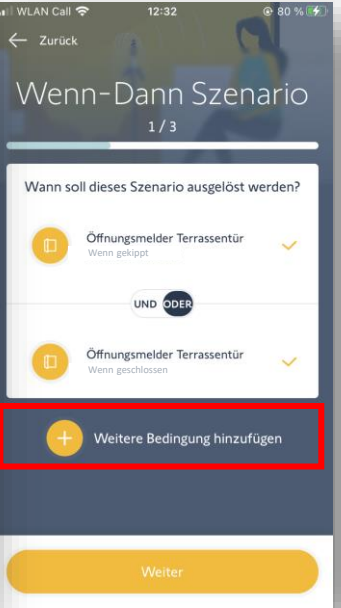 WLAN Call 12:32 80 %
Zurück
Wenn-Dann Szenario
1 / 3
Wann soll dieses Szenario ausgelöst werden?
Öffnungsmelder Terrassentür
Wenn gekippt
UND ODER
Öffnungsmelder Terrassentür
Wenn geschlossen
Weitere Bedingung hinzufügen
Weiter